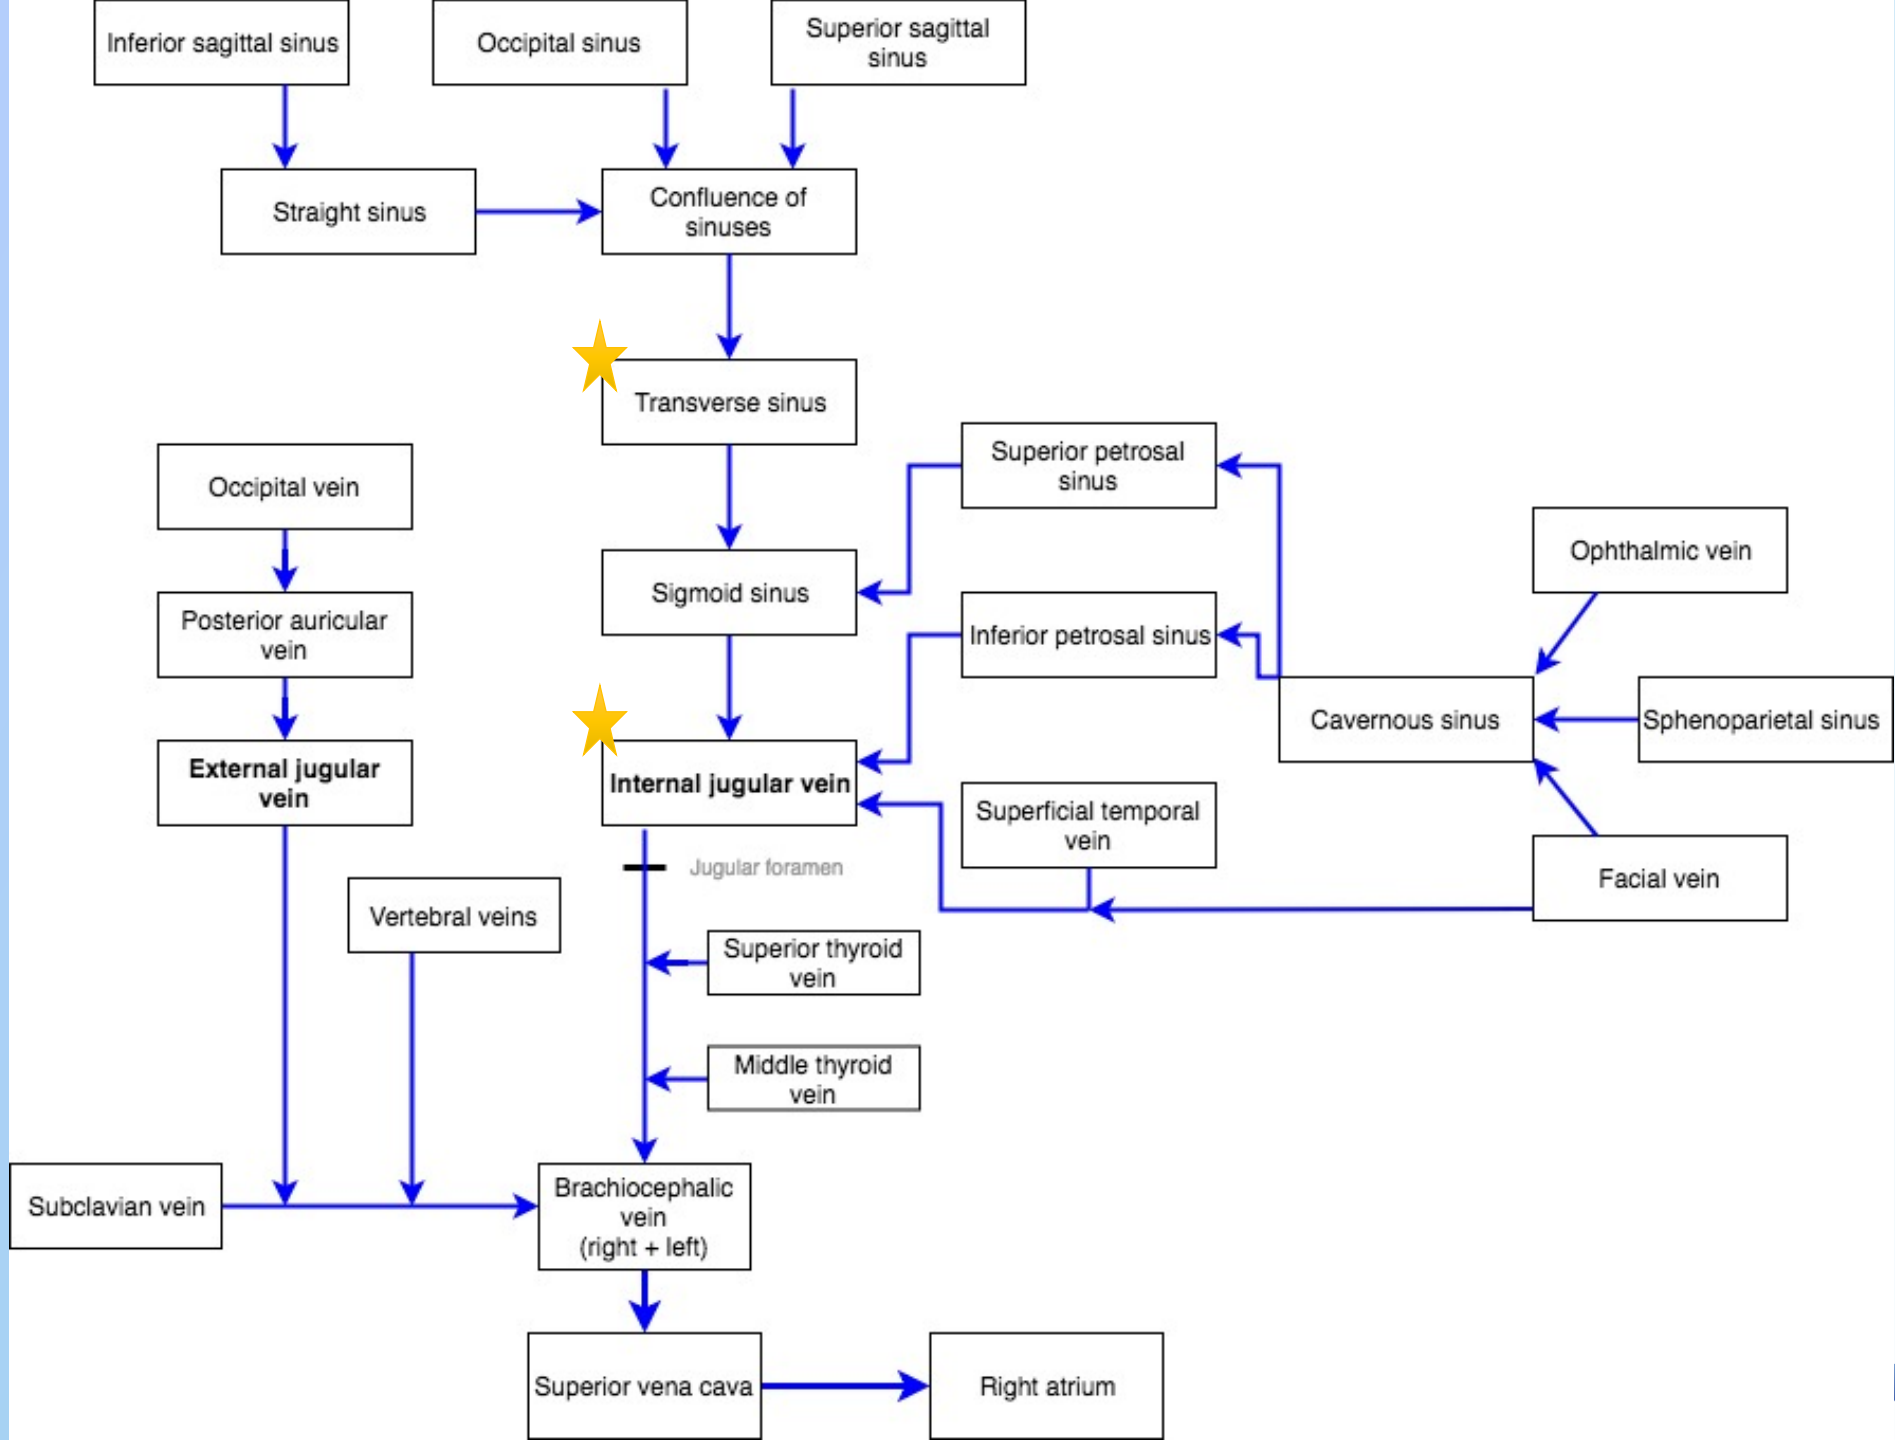 Inferior sagittal sinus
Occipital sinus
Superior sagittal
sinus
Straight sinus
Confluence of
sinuses
Transverse sinus
Superior petrosal
sinus
Occipital vein
Ophthalmic vein
Sigmoid sinus
Posterior auricular
vein
Inferior petrosal sinus
Cavernous sinus
Sphenoparietal sinus
External jugular
vein
Internal jugular vein
Superficial temporal
vein
Jugular foramen
Facial vein
Vertebral veins
Superior thyroid
vein
Middle thyroid
vein
Subclavian vein
Brachiocephalic
vein
(right + left)
Superior vena cava
Right atrium